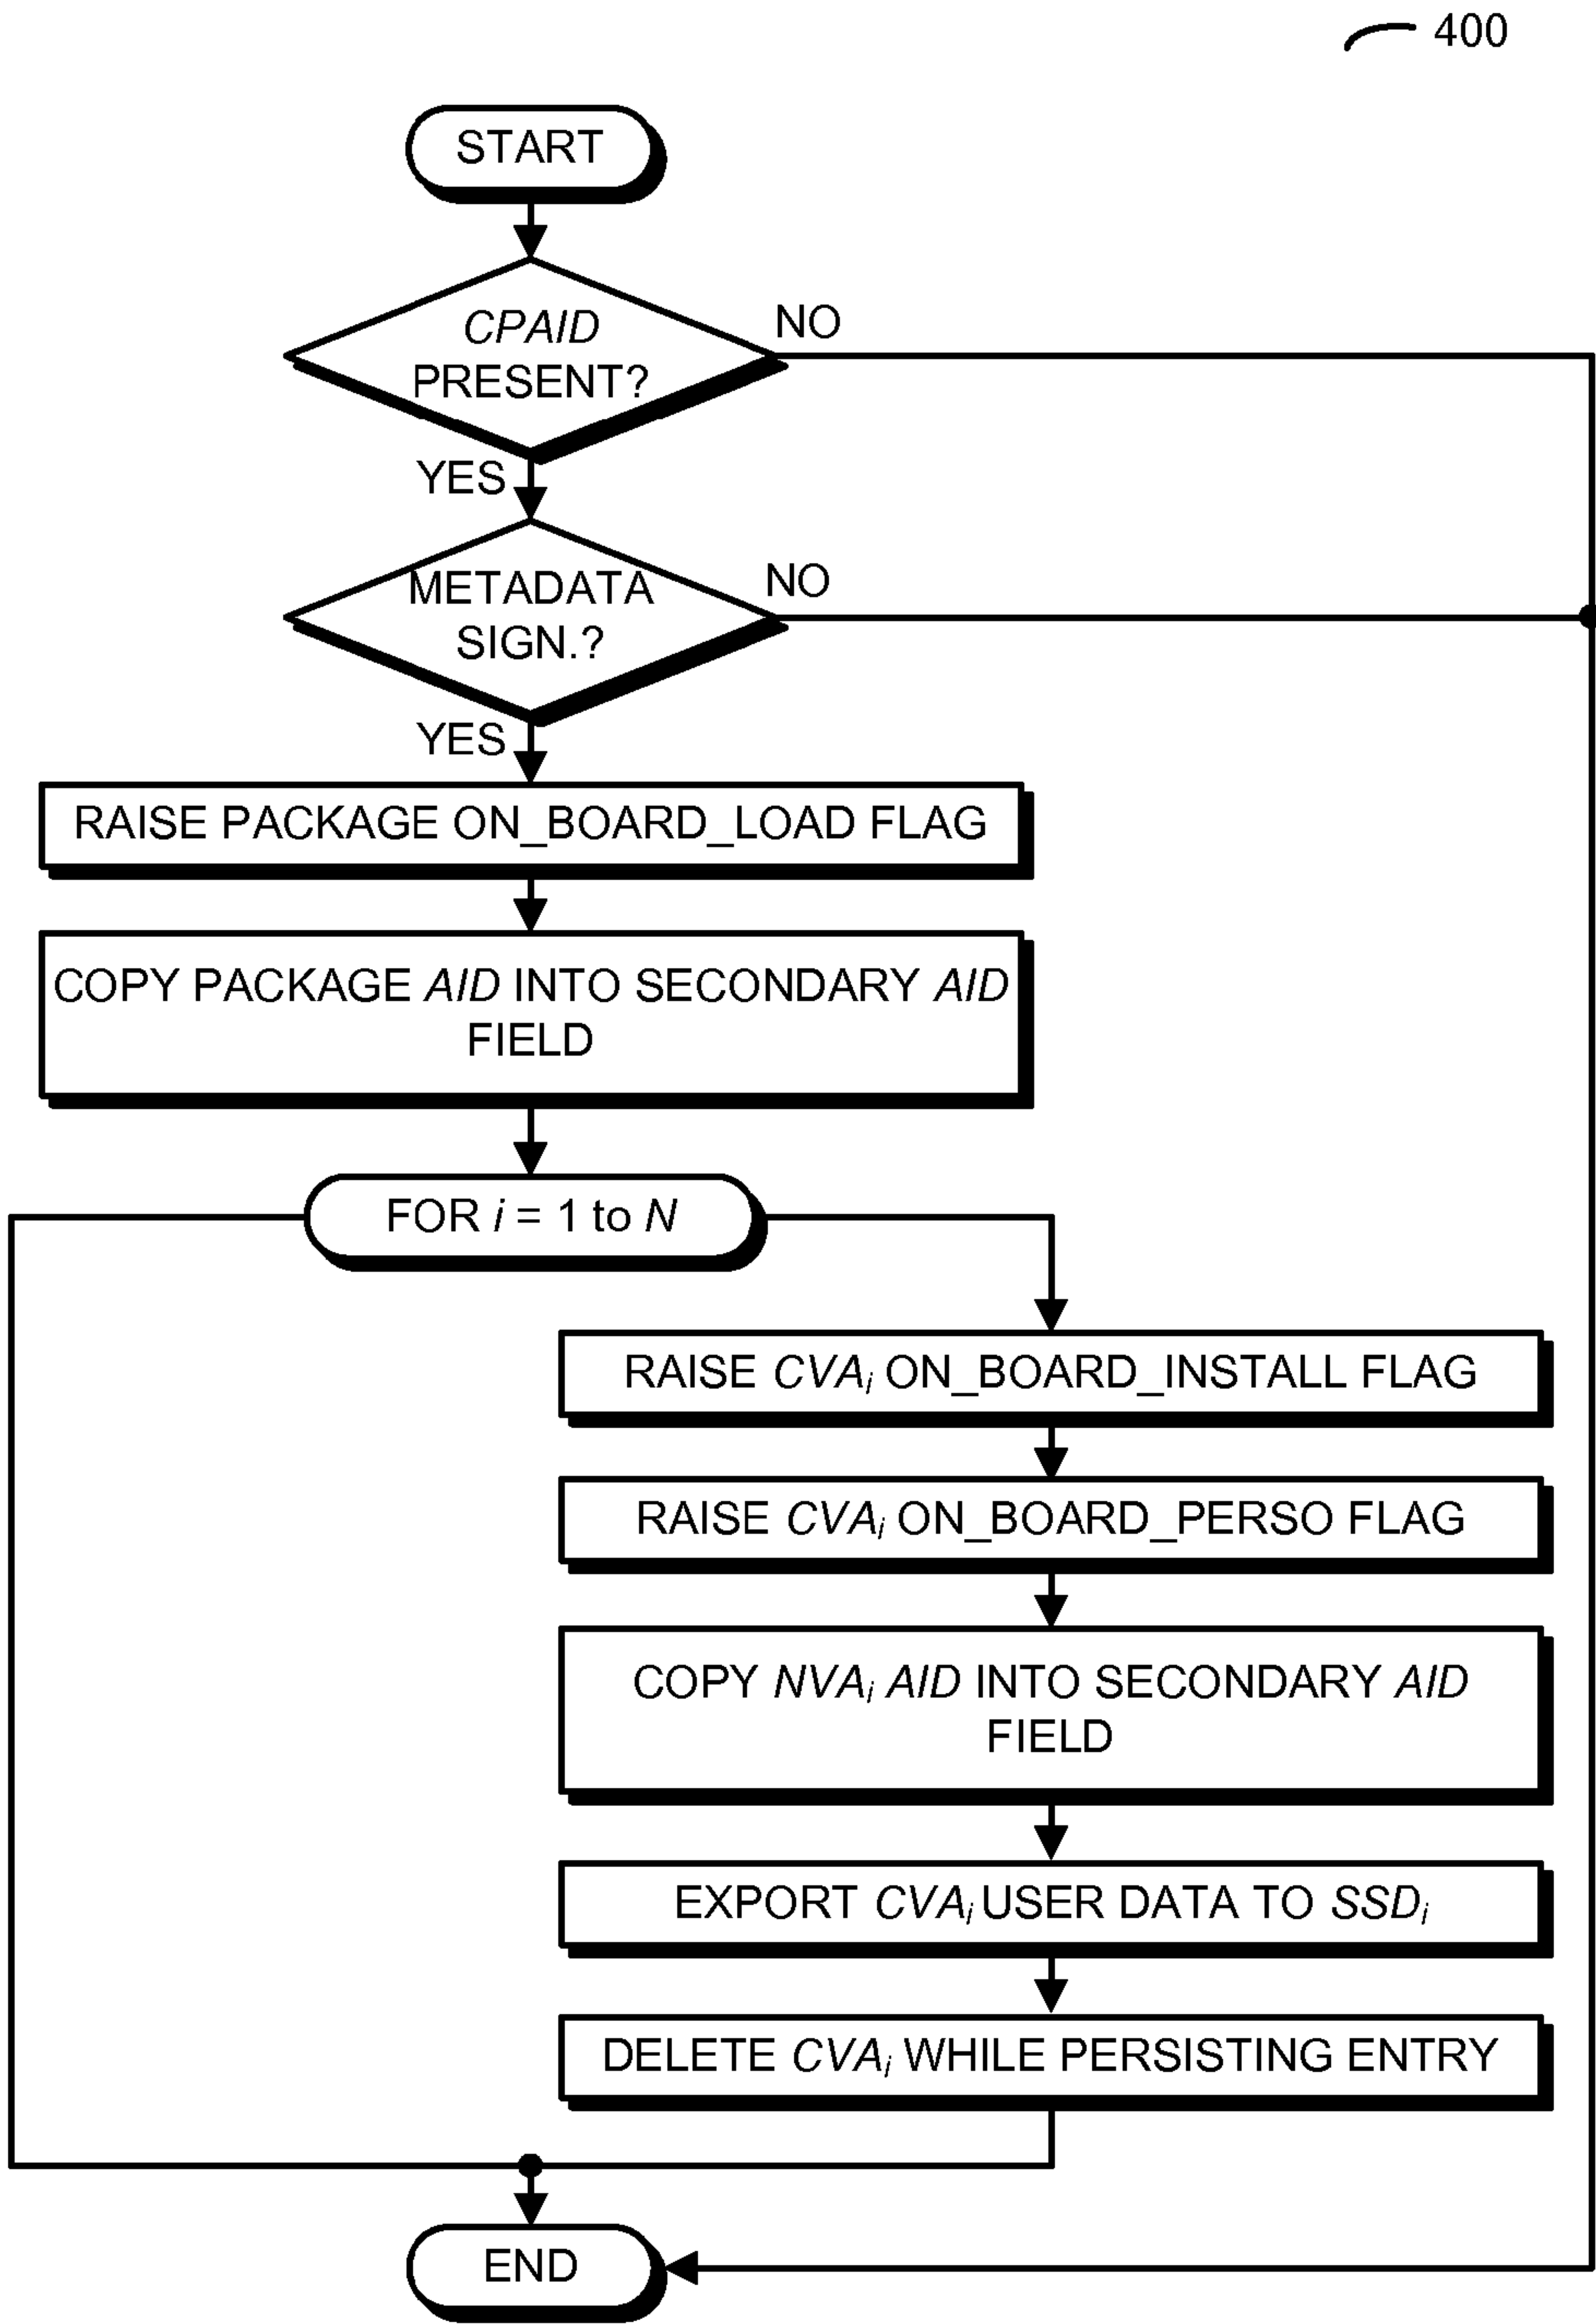 400
START
CPAID
PRESENT?
NO
YES
METADATA
SIGN.?
NO
YES
RAISE PACKAGE ON_BOARD_LOAD FLAG
COPY PACKAGE AID INTO SECONDARY AID
FIELD
FOR i = 1 to N
RAISE CVAi ON_BOARD_INSTALL FLAG
RAISE CVAi ON_BOARD_PERSO FLAG
COPY NVAi AID INTO SECONDARY AID
FIELD
EXPORT CVAi USER DATA TO SSDi
DELETE CVAi WHILE PERSISTING ENTRY
END